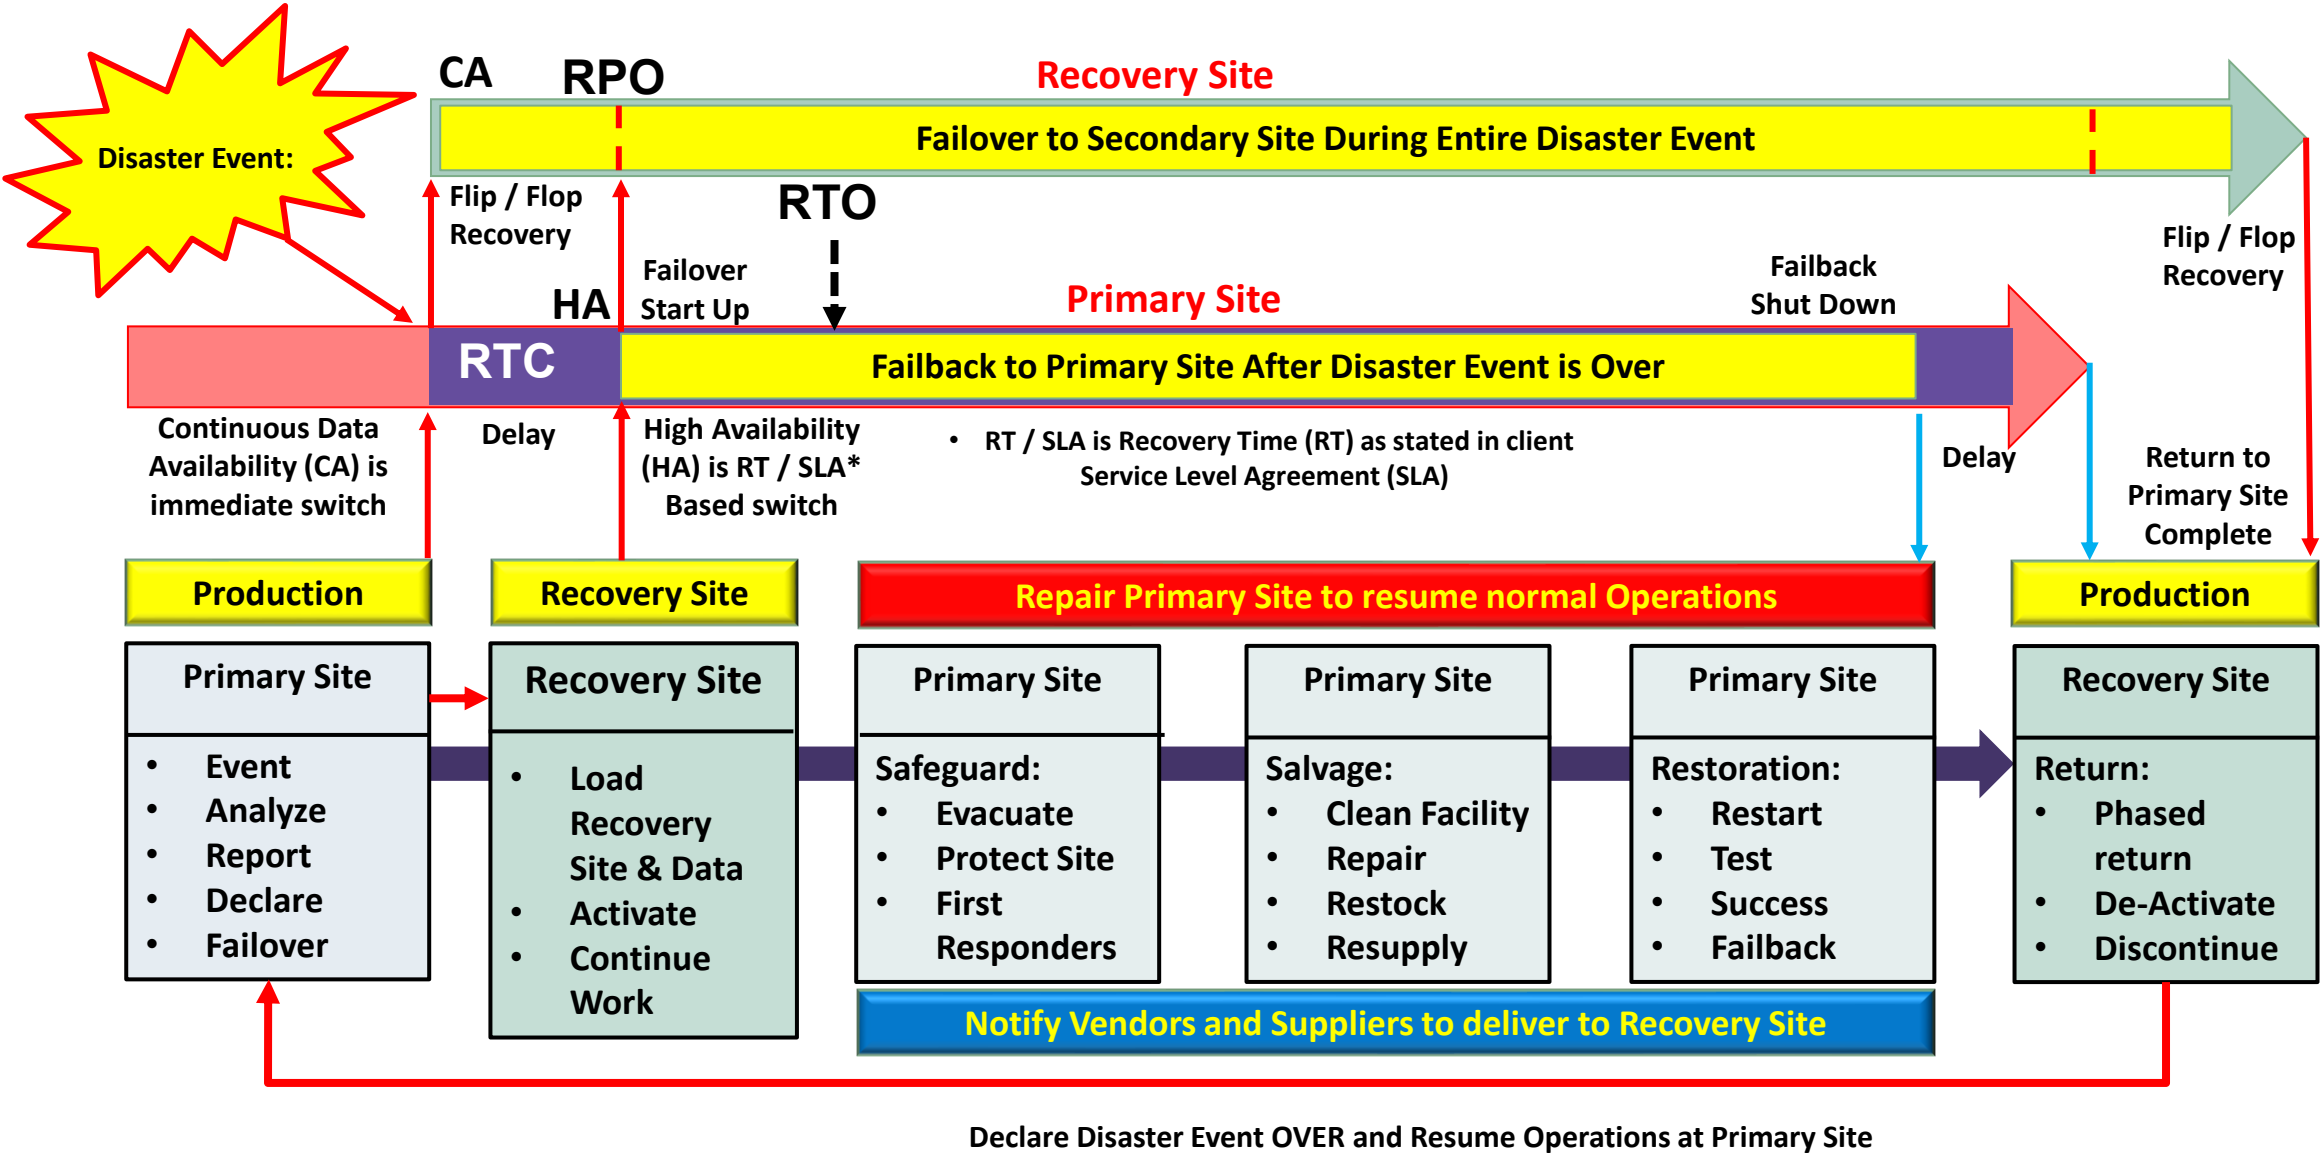 CA
RPO
Recovery Site
Disaster Event:
Failover to Secondary Site During Entire Disaster Event
Flip / Flop
Recovery
RTO
Flip / Flop
Recovery
HA
Failover
Start Up
Primary Site
Failback
Shut Down
RTC
Failback to Primary Site After Disaster Event is Over
Continuous Data
Availability (CA) is
immediate switch
Delay
High Availability
(HA) is RT / SLA*
Based switch
• RT / SLA is Recovery Time (RT) as stated in client
Service Level Agreement (SLA)
Delay
Return to
Primary Site
Complete
Production
Recovery Site
Repair Primary Site to resume normal Operations
Production
Primary Site
• Event
• Analyze
• Report
• Declare
• Failover
Recovery Site
• Load
Recovery
Site & Data
• Activate
• Continue
Work
Primary Site
Safeguard:
• Evacuate
• Protect Site
• First
Responders
Primary Site
Salvage:
• Clean Facility
• Repair
• Restock
• Resupply
Primary Site
Restoration:
• Restart
• Test
• Success
• Failback
Recovery Site
Return:
• Phased
return
• De-Activate
• Discontinue
Notify Vendors and Suppliers to deliver to Recovery Site
Declare Disaster Event OVER and Resume Operations at Primary Site